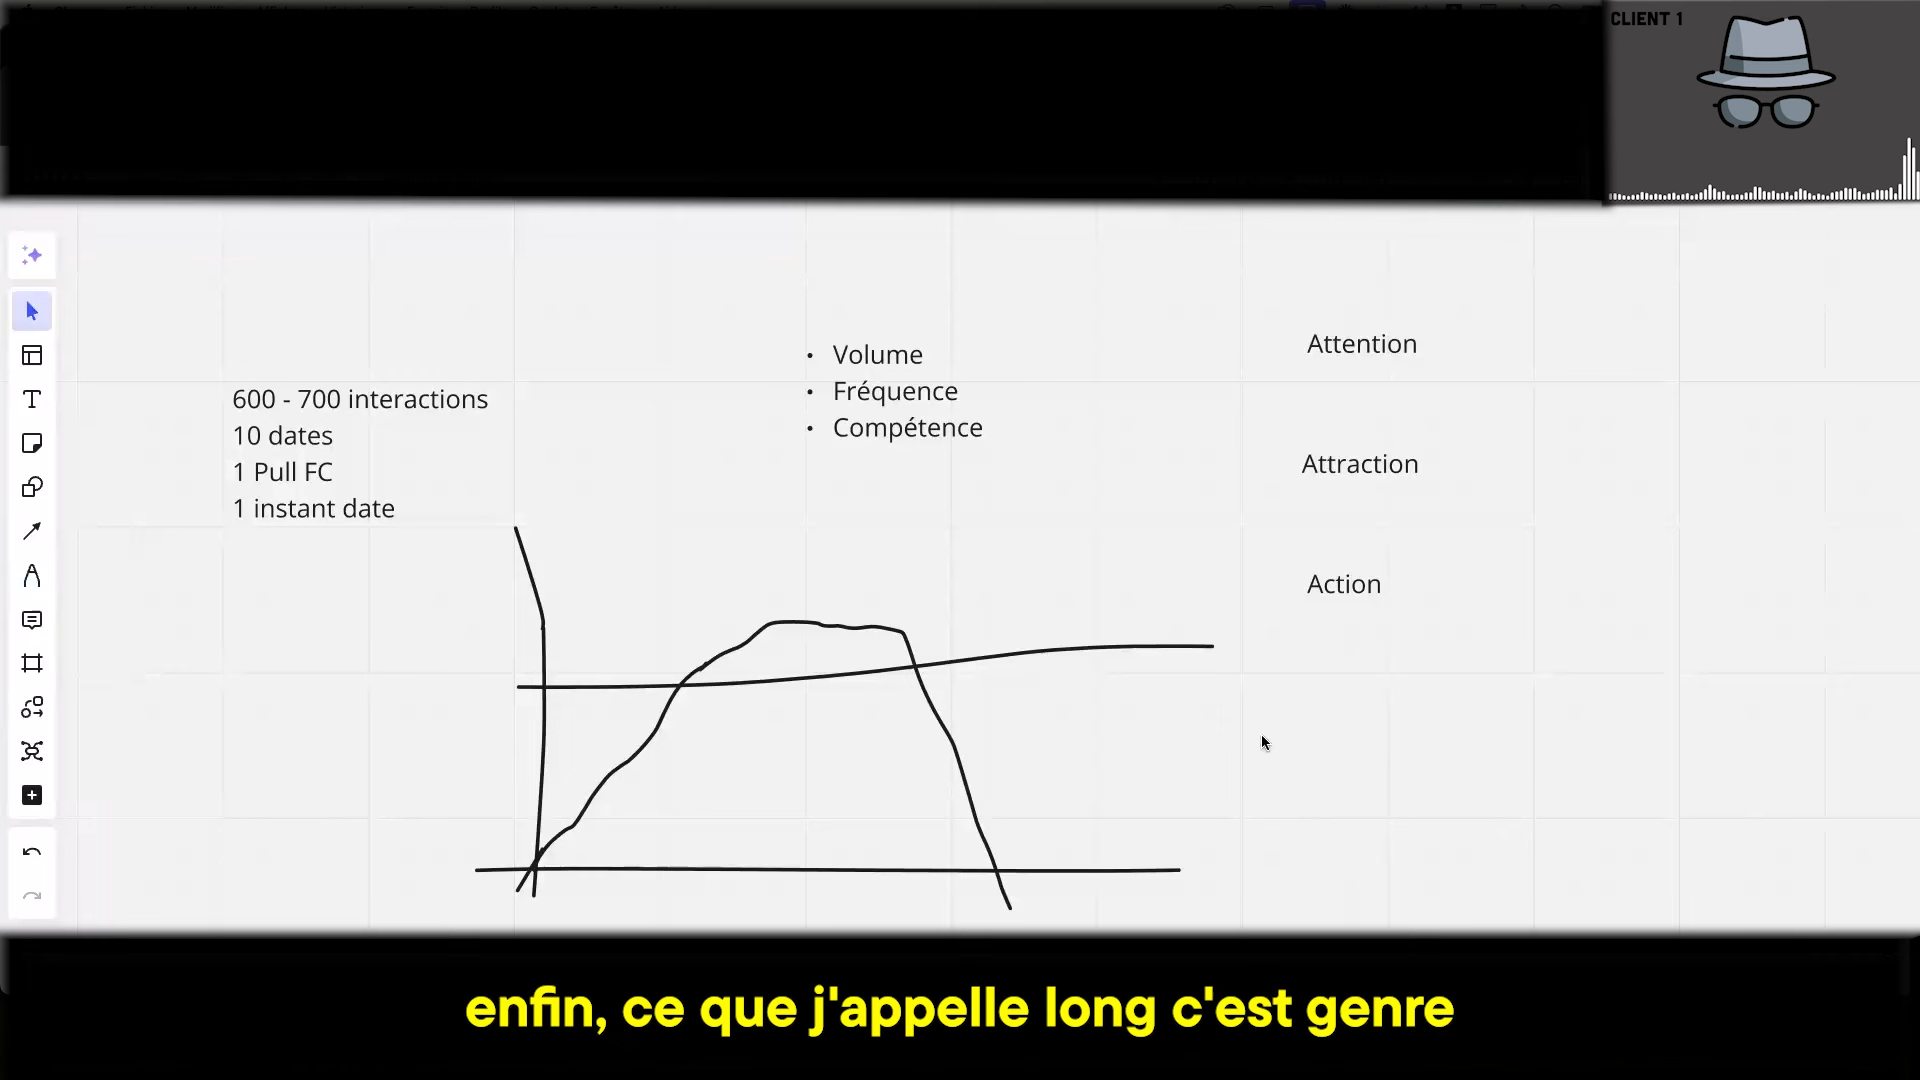 CLIENT 1
600 - 700 interactions
10 dates
1 Pull FC
1 instant date
• Volume
• Fréquence
• Compétence
Attention
Attraction
Action
enfin, ce que j'appelle long c'est genre